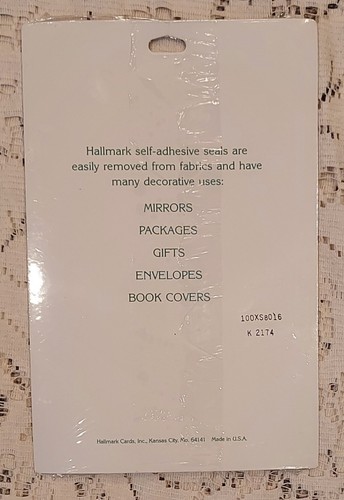 Hallmark self-adhesive seals are
easily removed from fabrics and have
many decorative uses:
MIRRORS
PACKAGES
GIFTS
ENVELOPES
BOOK COVERS
100XS8016
K 2174
Hallmark Cards, Inc., Kansas City, Mo. 64141 Made in U.S.A.